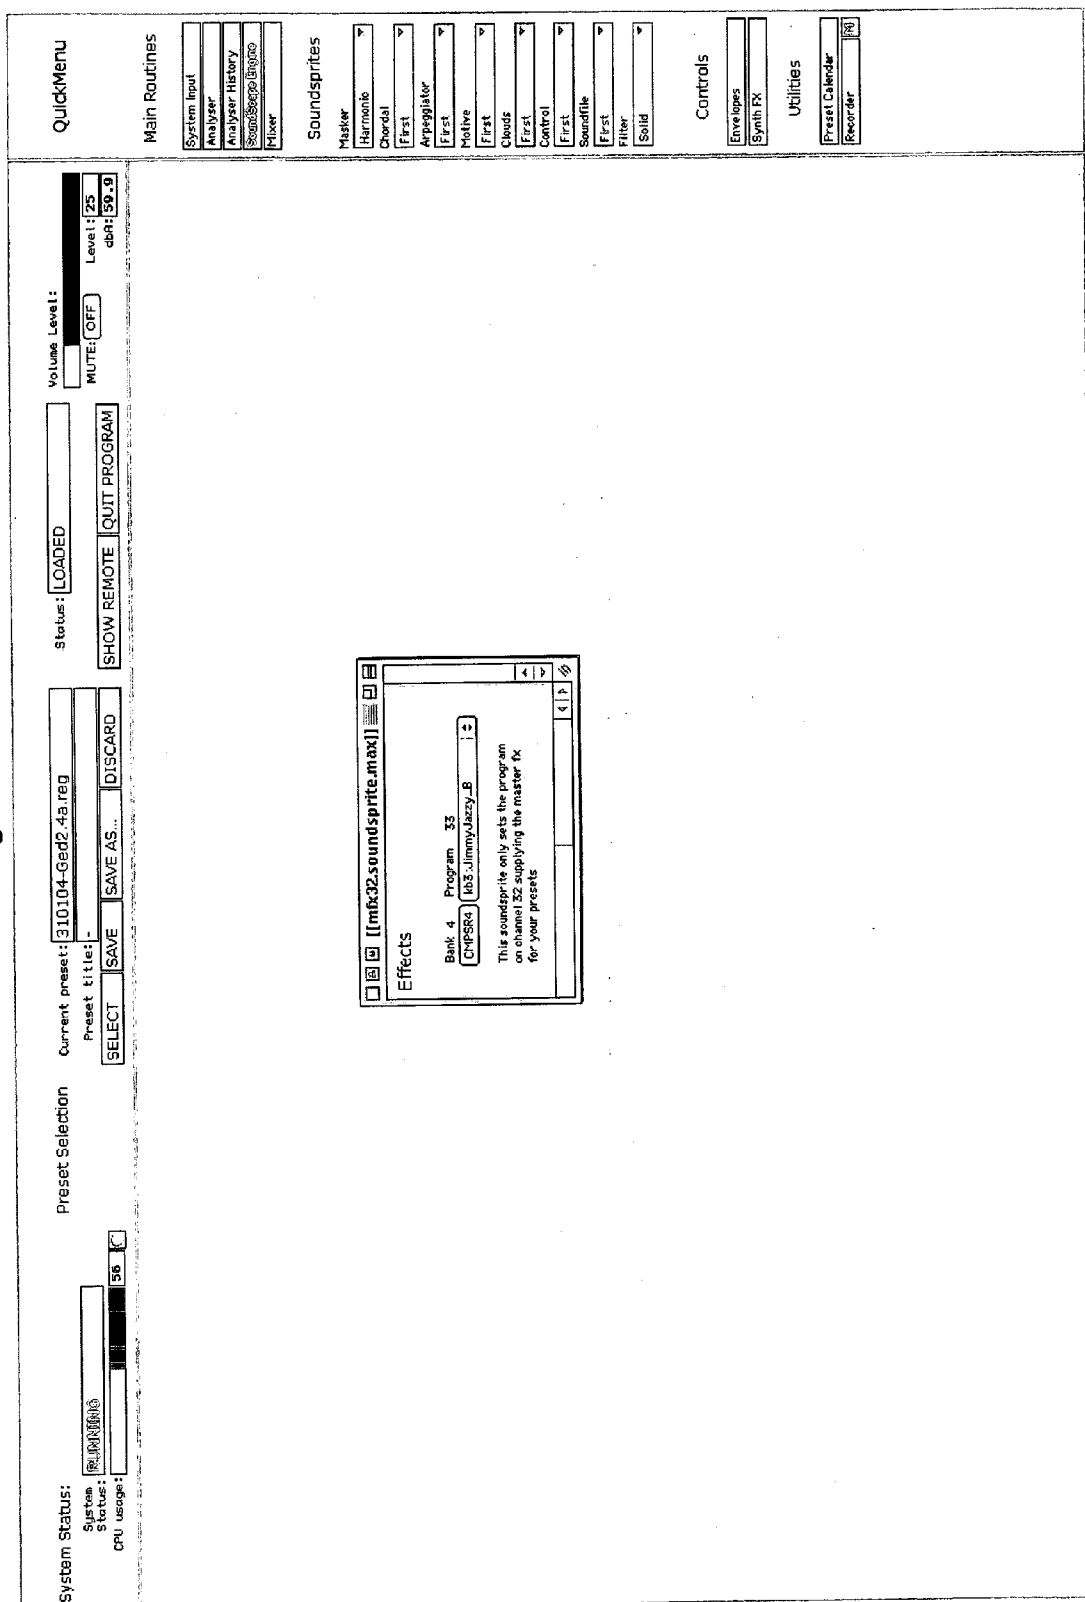 System Status:
System
Status: RUNNING
CPU usage: 56
Preset Selection
Current preset: 310104-Ged2.4a.reg
Preset title: -
SELECT SAVE SAVE AS... DISCARD
Status: LOADED
SHOW REMOTE QUIT PROGRAM
Volume Level:
MUTE: OFF Level: 25
dbA: 59.9
QuickMenu
Main Routines
System Input
Analyser
Analyser History
SoundScape Engine
Mixer
Soundsprites
Masker
Harmonic
Chordal
First
Arpeggiator
First
Motive
First
Clouds
First
Control
First
Soundfile
First
Filter
Solid
Controls
Envelopes
Synth FX
Utilities
Preset Calendar
Recorder
[[mfx32.soundsprite.max]]
Effects
Bank 4 Program 33
CMPSR4 kb3:JimmyJazzy_B
This soundsprite only sets the program
on channel 32 supplying the master fx
for your presets